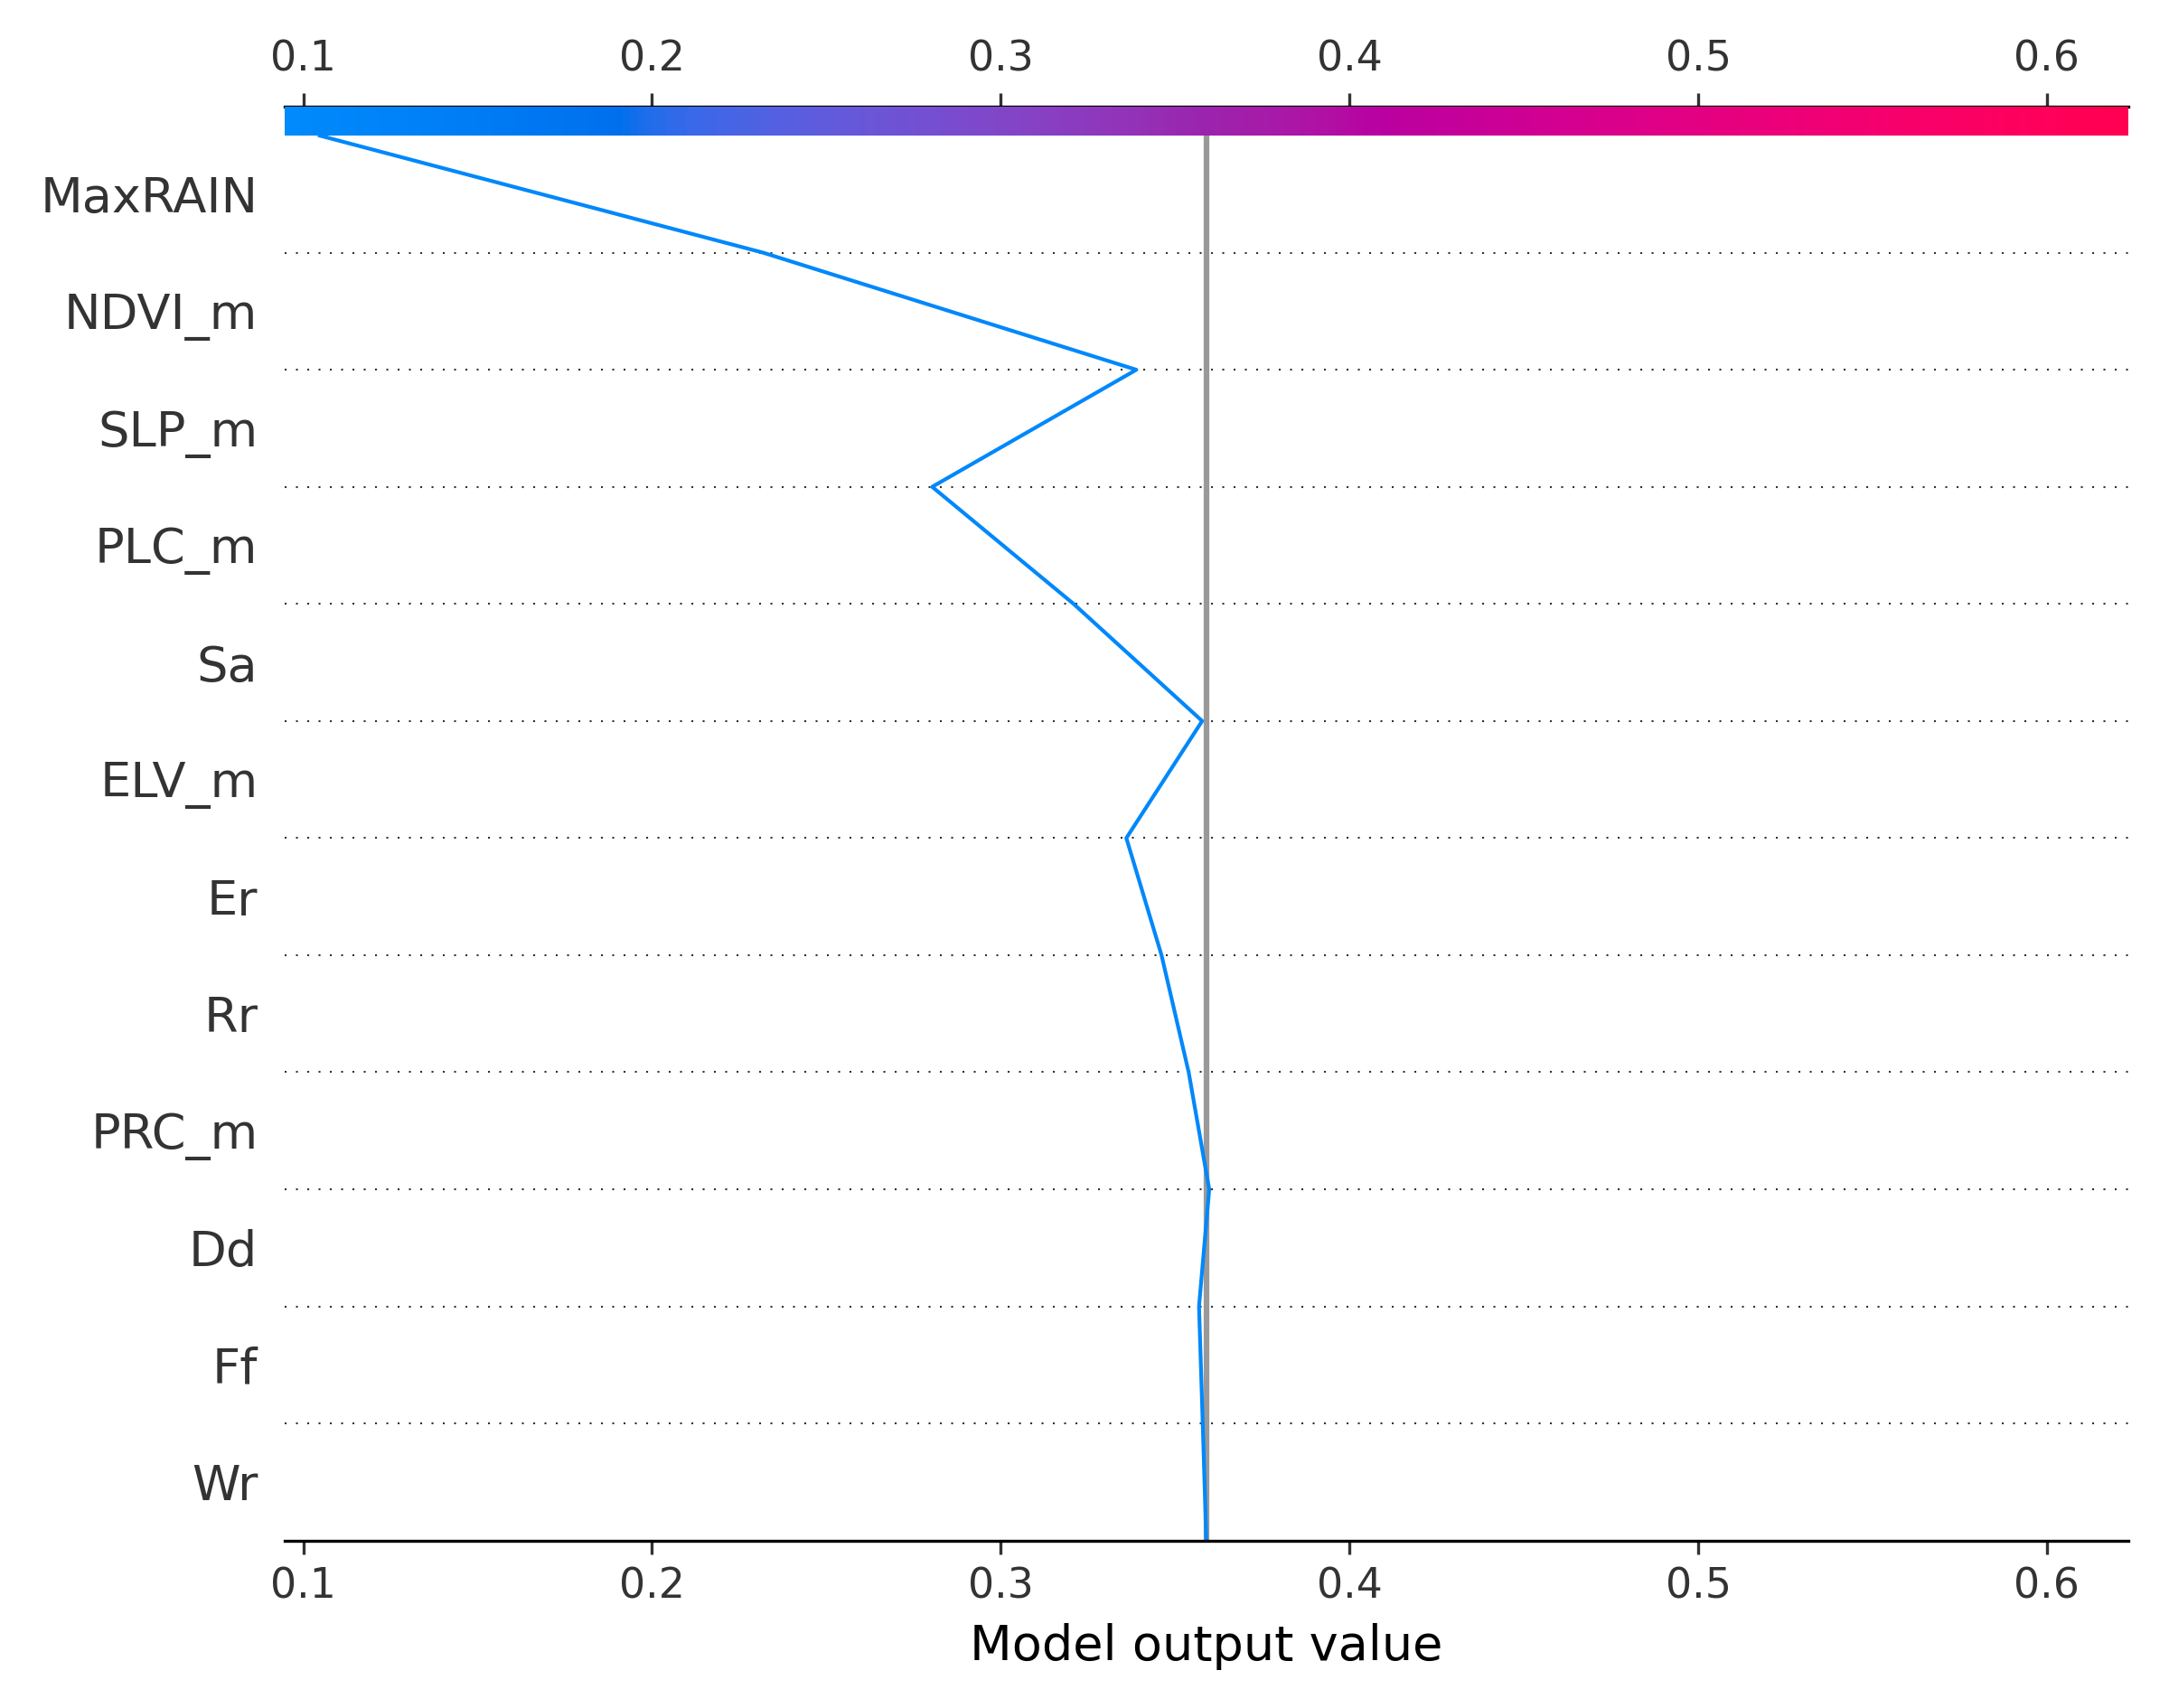 0.1 0.2 0.3 0.4 0.5 0.6
MaxRAIN
NDVI_m
SLP_m
PLC_m
Sa
ELV_m
Er
Rr
PRC_m
Dd
Ff
Wr
0.1 0.2 0.3 0.4 0.5 0.6
Model output value